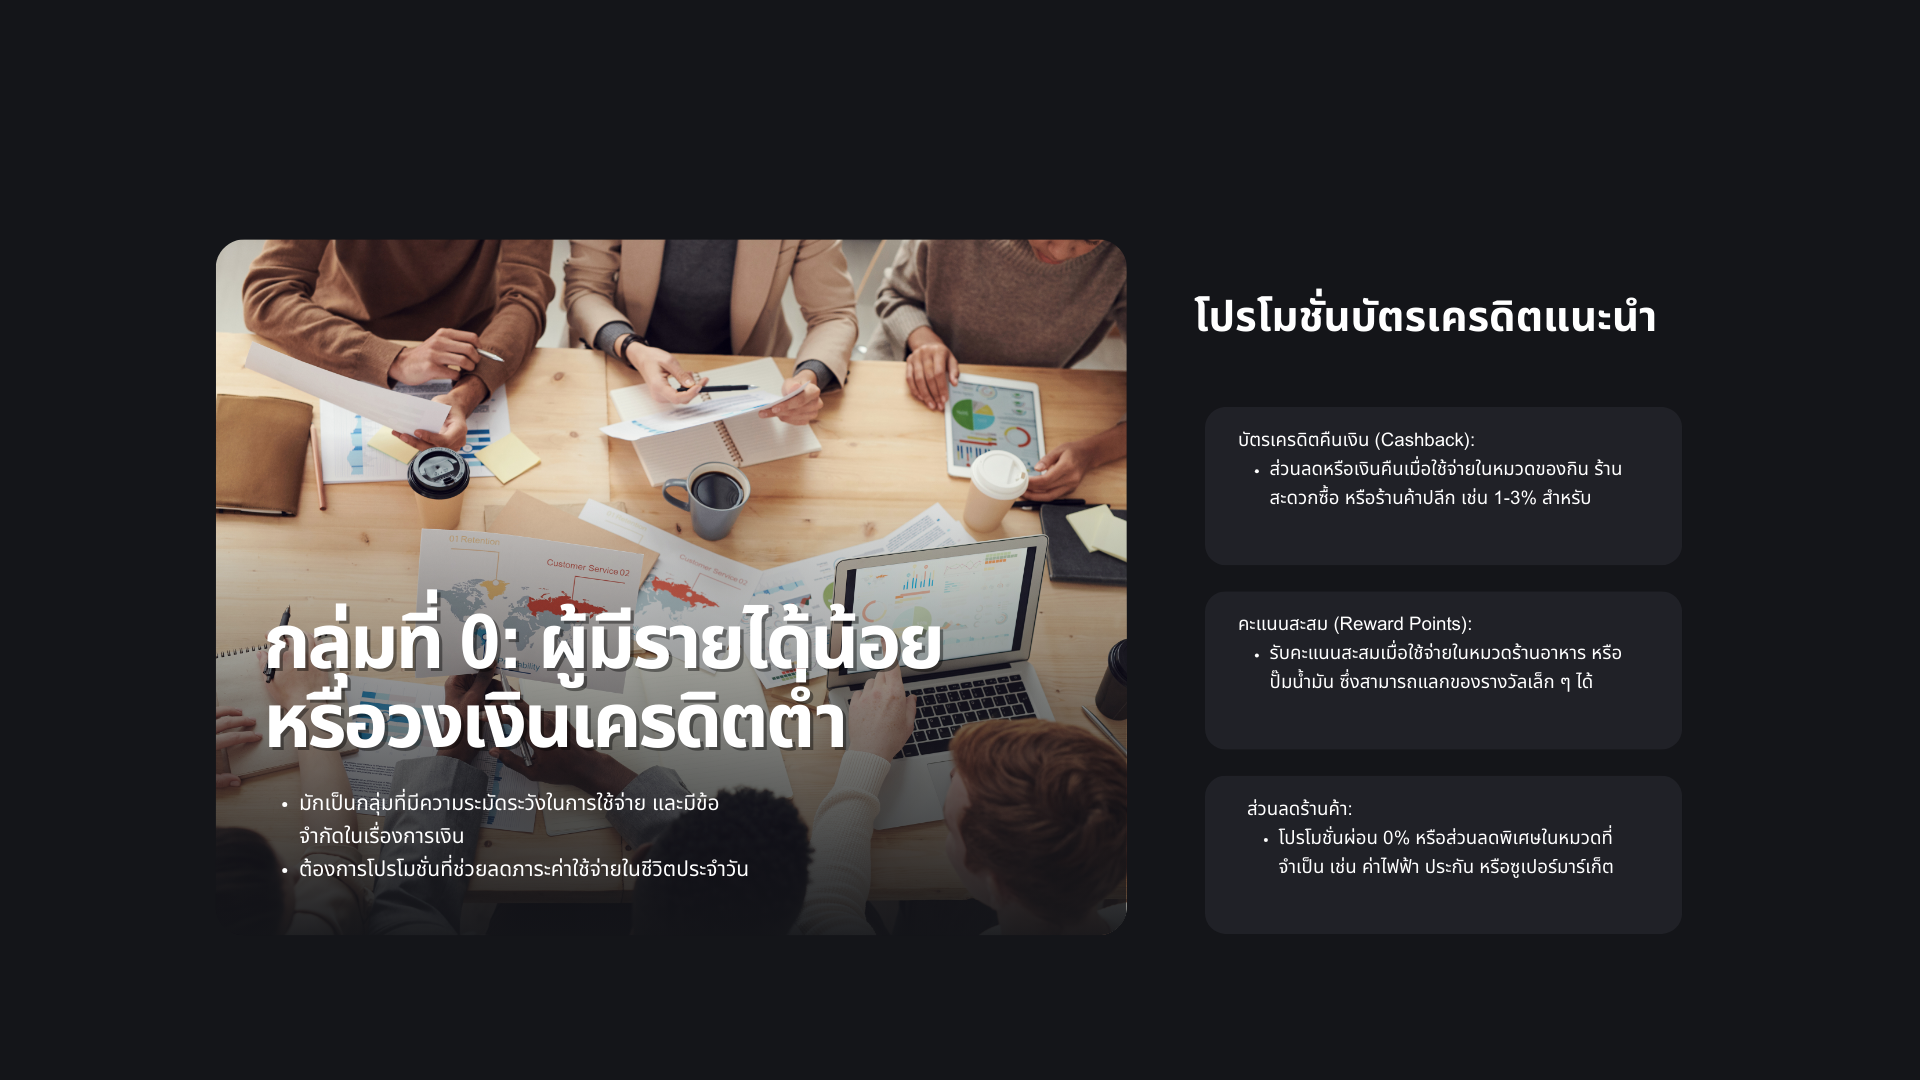 01 Retention
Customer Service 02
Customer Service 02
กลุ่มที่ 0: ผู้มีรายได้น้อย
หรือวงเงินเครดิตต่ำ
มักเป็นกลุ่มที่มีความระมัดระวังในการใช้จ่าย และมีข้อ
จำกัดในเรื่องการเงิน
ต้องการโปรโมชั่นที่ช่วยลดภาระค่าใช้จ่ายในชีวิตประจำวัน
โปรโมชั่นบัตรเครดิตแนะนำ
บัตรเครดิตคืนเงิน (Cashback):
ส่วนลดหรือเงินคืนเมื่อใช้จ่ายในหมวดของกิน ร้าน
สะดวกซื้อ หรือร้านค้าปลีก เช่น 1-3% สำหรับ
คะแนนสะสม (Reward Points):
รับคะแนนสะสมเมื่อใช้จ่ายในหมวดร้านอาหาร หรือ
ปั๊มน้ำมัน ซึ่งสามารถแลกของรางวัลเล็ก ๆ ได้
ส่วนลดร้านค้า:
โปรโมชั่นผ่อน 0% หรือส่วนลดพิเศษในหมวดที่
จำเป็น เช่น ค่าไฟฟ้า ประกัน หรือซูเปอร์มาร์เก็ต